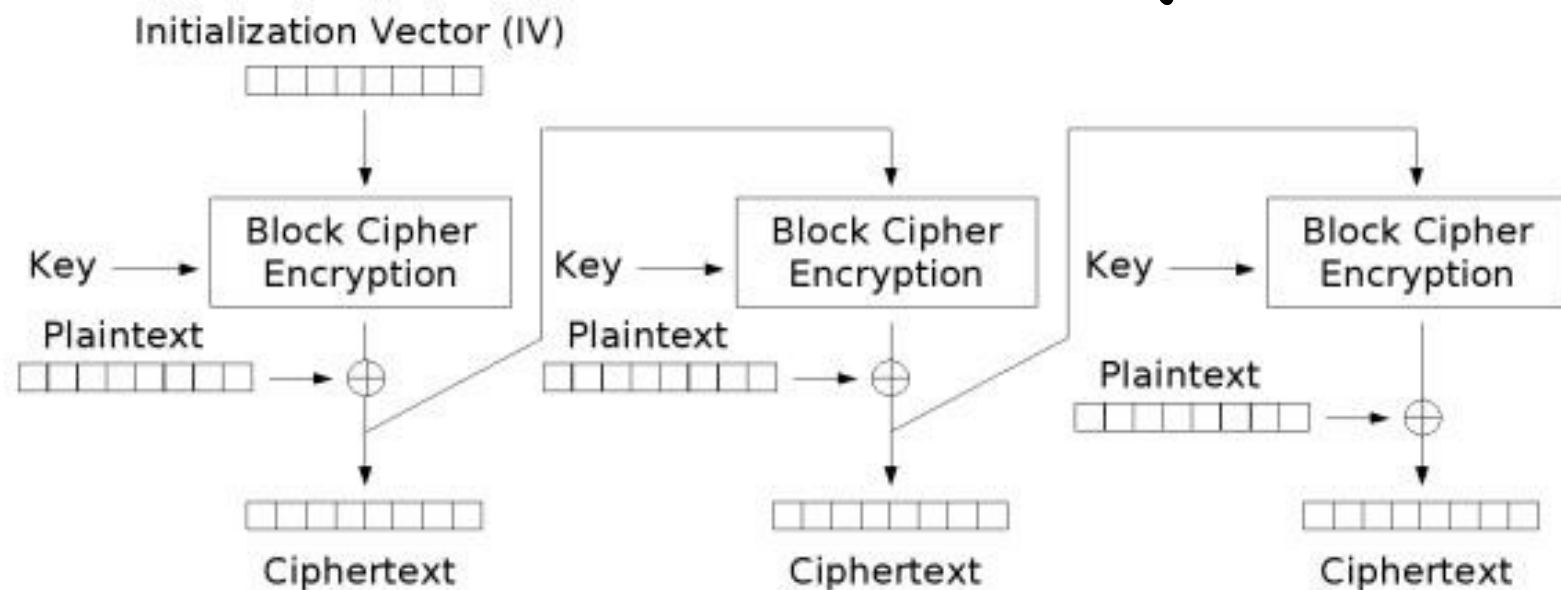 Initialization Vector (IV)
Block Cipher
Encryption
Key
Plaintext
Ciphertext
Block Cipher
Encryption
Key
Plaintext
Ciphertext
Block Cipher
Encryption
Key
Plaintext
Ciphertext